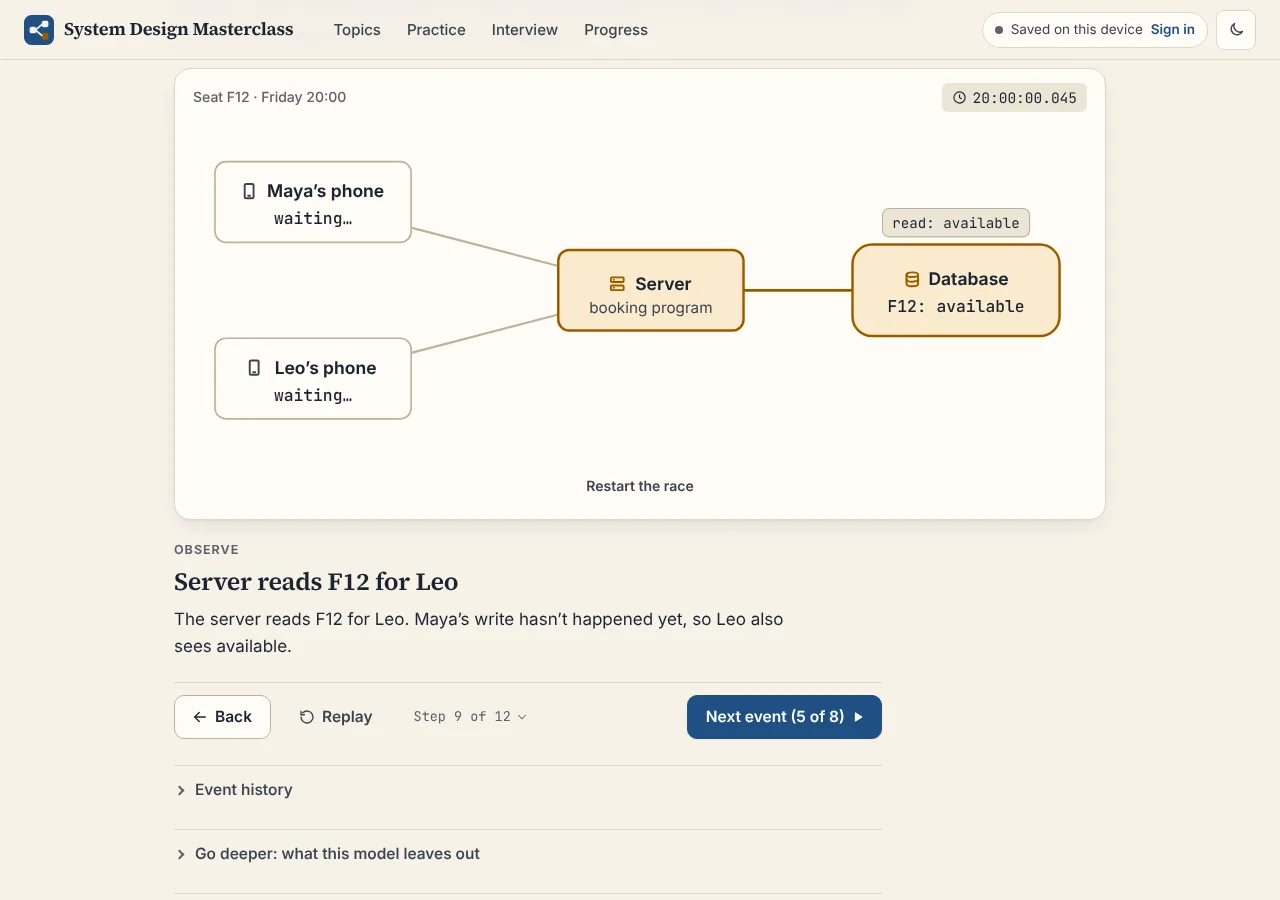 System Design Masterclass
Topics
Practice
Interview
Progress
Saved on this device
Sign in
Seat F12 · Friday 20:00
20:00:00.045
Maya’s phone
waiting…
read: available
Server
booking program
Database
F12: available
Leo’s phone
waiting…
Restart the race
OBSERVE
Server reads F12 for Leo
The server reads F12 for Leo. Maya’s write hasn’t happened yet, so Leo also
sees available.
Back
Replay
Step 9 of 12
Next event (5 of 8)
Event history
Go deeper: what this model leaves out